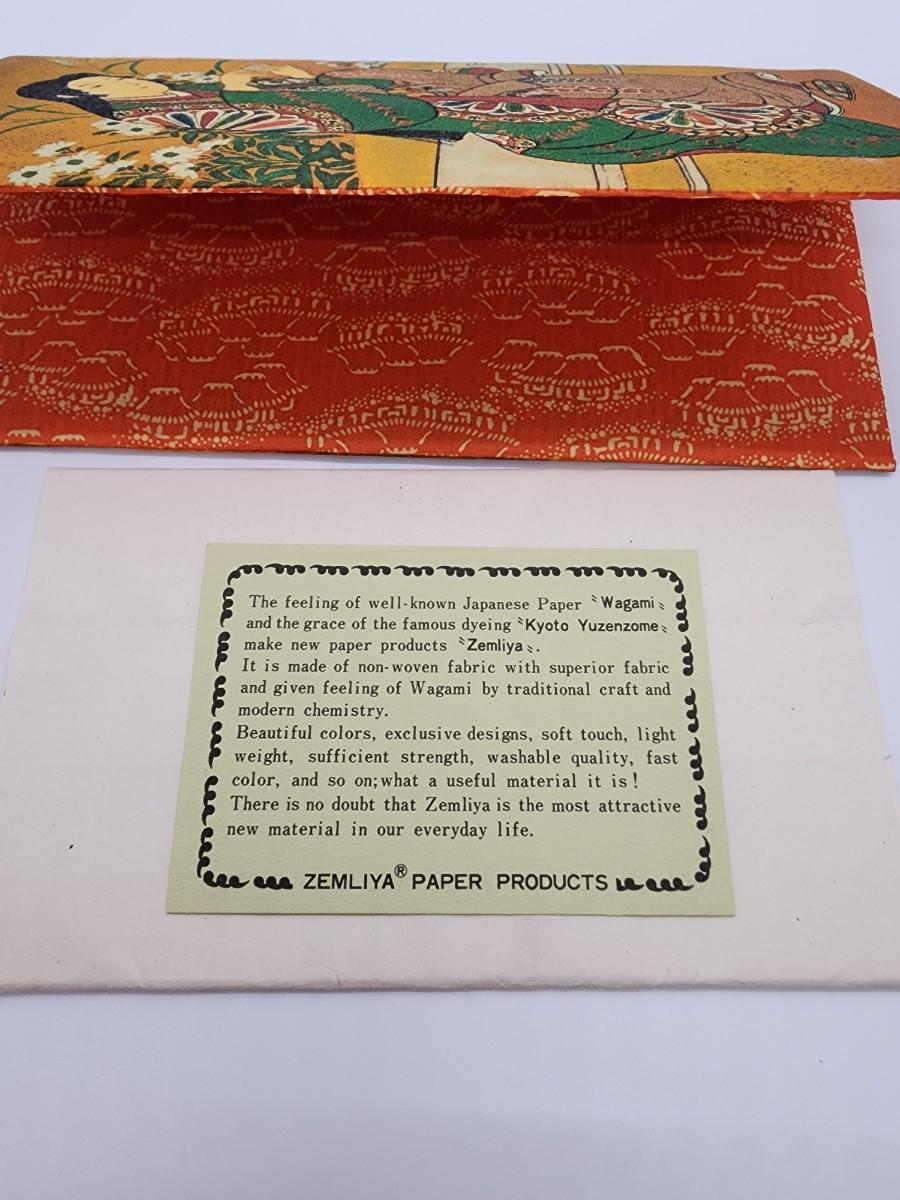 The feeling of well-known Japanese Paper 〝Wagami〟
and the grace of the famous dyeing 〝Kyoto Yuzenzome〟
make new paper products 〝Zemliya〟.
It is made of non-woven fabric with superior fabric
and given feeling of Wagami by traditional craft and
modern chemistry.
Beautiful colors, exclusive designs, soft touch, light
weight, sufficient strength, washable quality, fast
color, and so on;what a useful material it is!
There is no doubt that Zemliya is the most attractive
new material in our everyday life.
ZEMLIYA® PAPER PRODUCTS